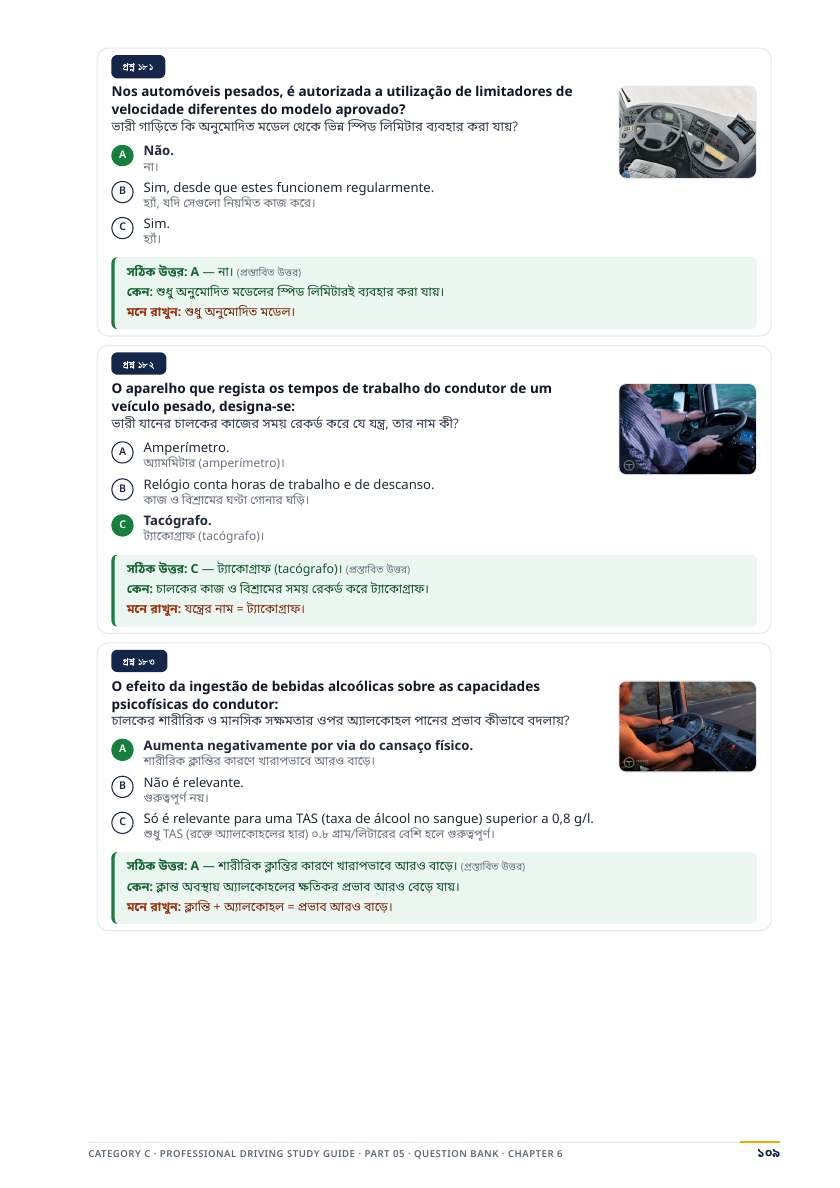 প্রশ্ন ১৮১
Nos automóveis pesados, é autorizada a utilização de limitadores de
velocidade diferentes do modelo aprovado?
ভারী গাড়িতে কি অনুমোদিত মডেল থেকে ভিন্ন স্পিড লিমিটার ব্যবহার করা যায়?
A Não.
না।
B Sim, desde que estes funcionem regularmente.
হ্যাঁ, যদি সেগুলো নিয়মিত কাজ করে।
C Sim.
হ্যাঁ।
সঠিক উত্তর: A — না। (প্রস্তাবিত উত্তর)
কেন: শুধু অনুমোদিত মডেলের স্পিড লিমিটারই ব্যবহার করা যায়।
মনে রাখুন: শুধু অনুমোদিত মডেল।
প্রশ্ন ১৮২
O aparelho que regista os tempos de trabalho do condutor de um
veículo pesado, designa-se:
ভারী যানের চালকের কাজের সময় রেকর্ড করে যে যন্ত্র, তার নাম কী?
A Amperímetro.
অ্যামমিটার (amperímetro)।
B Relógio conta horas de trabalho e de descanso.
কাজ ও বিশ্রামের ঘণ্টা গোনার ঘড়ি।
C Tacógrafo.
ট্যাকোগ্রাফ (tacógrafo)।
সঠিক উত্তর: C — ট্যাকোগ্রাফ (tacógrafo)। (প্রস্তাবিত উত্তর)
কেন: চালকের কাজ ও বিশ্রামের সময় রেকর্ড করে ট্যাকোগ্রাফ।
মনে রাখুন: যন্ত্রের নাম = ট্যাকোগ্রাফ।
প্রশ্ন ১৮৩
O efeito da ingestão de bebidas alcoólicas sobre as capacidades
psicofísicas do condutor:
চালকের শারীরিক ও মানসিক সক্ষমতার ওপর অ্যালকোহল পানের প্রভাব কীভাবে বদলায়?
A Aumenta negativamente por via do cansaço físico.
শারীরিক ক্লান্তির কারণে খারাপভাবে আরও বাড়ে।
B Não é relevante.
গুরুত্বপূর্ণ নয়।
C Só é relevante para uma TAS (taxa de álcool no sangue) superior a 0,8 g/l.
শুধু TAS (রক্তে অ্যালকোহলের হার) ০.৮ গ্রাম/লিটারের বেশি হলে গুরুত্বপূর্ণ।
সঠিক উত্তর: A — শারীরিক ক্লান্তির কারণে খারাপভাবে আরও বাড়ে। (প্রস্তাবিত উত্তর)
কেন: ক্লান্ত অবস্থায় অ্যালকোহলের ক্ষতিকর প্রভাব আরও বেড়ে যায়।
মনে রাখুন: ক্লান্তি + অ্যালকোহল = প্রভাব আরও বাড়ে।
CATEGORY C · PROFESSIONAL DRIVING STUDY GUIDE · PART 05 · QUESTION BANK · CHAPTER 6
১০৯